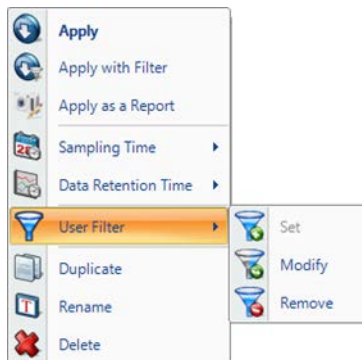 Apply
Apply with Filter
Apply as a Report
Sampling Time
Data Retention Time
User Filter
Set
Modify
Remove
Duplicate
Rename
Delete